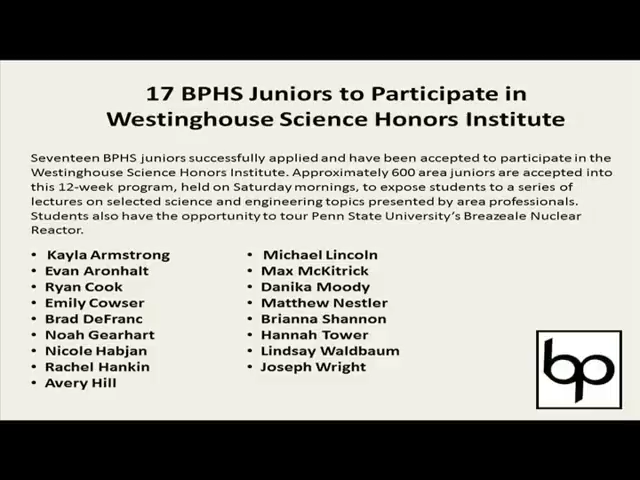 17 BPHS Juniors to Participate in
Westinghouse Science Honors Institute
Seventeen BPHS juniors successfully applied and have been accepted to participate in the
Westinghouse Science Honors Institute. Approximately 600 area juniors are accepted into
this 12-week program, held on Saturday mornings, to expose students to a series of
lectures on selected science and engineering topics presented by area professionals.
Students also have the opportunity to tour Penn State University's Breazeale Nuclear
Reactor.
• Kayla Armstrong
• Evan Aronhalt
• Ryan Cook
• Emily Cowser
• Brad DeFranc
• Noah Gearhart
• Nicole Habjan
• Rachel Hankin
• Avery Hill
• Michael Lincoln
• Max McKitrick
• Danika Moody
• Matthew Nestler
• Brianna Shannon
• Hannah Tower
• Lindsay Waldbaum
• Joseph Wright
bp